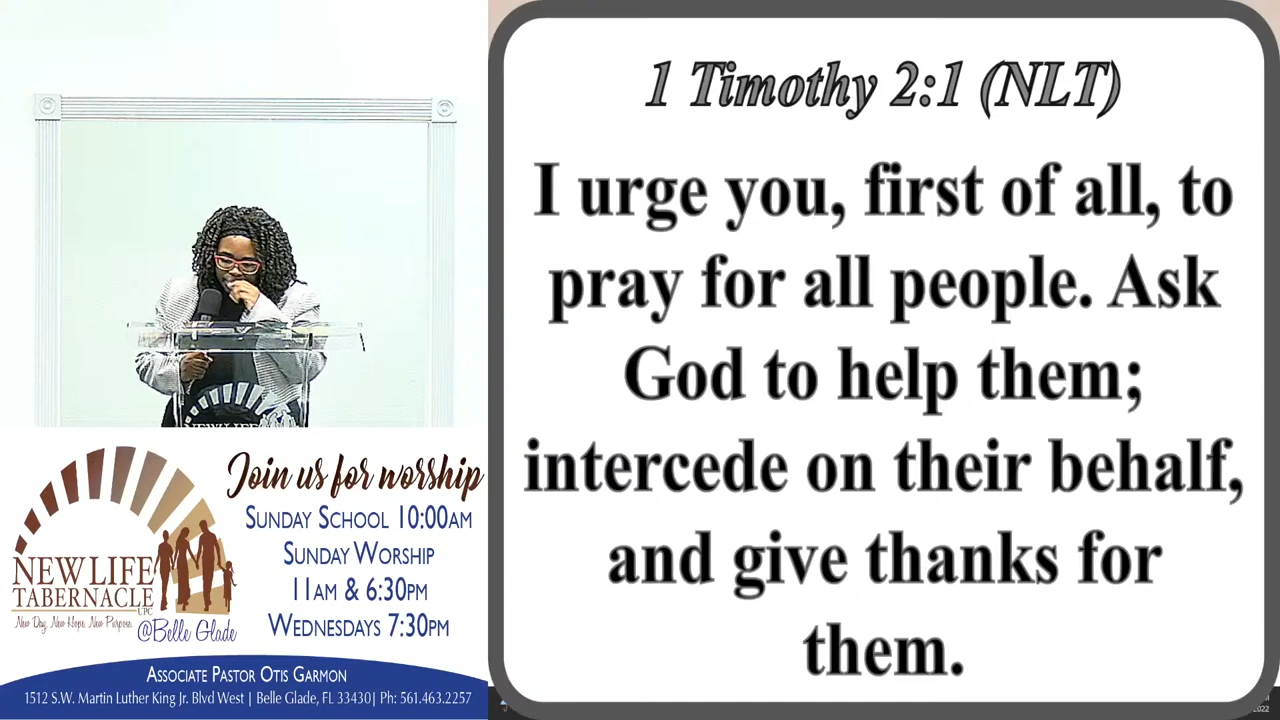 1 Timothy 2:1 (NLT)
I urge you, first of all, to
pray for all people. Ask
God to help them;
intercede on their behalf,
and give thanks for
them.
Join us for worship
SUNDAY SCHOOL 10:00AM
SUNDAY WORSHIP
11AM & 6:30PM
WEDNESDAYS 7:30PM
NEW LIFE
TABERNACLE
UPC
New Day. New Hope. New Purpose.
@Belle Glade
ASSOCIATE PASTOR OTIS GARMON
1512 S.W. Martin Luther King Jr. Blvd West | Belle Glade, FL 33430| Ph: 561.463.2257